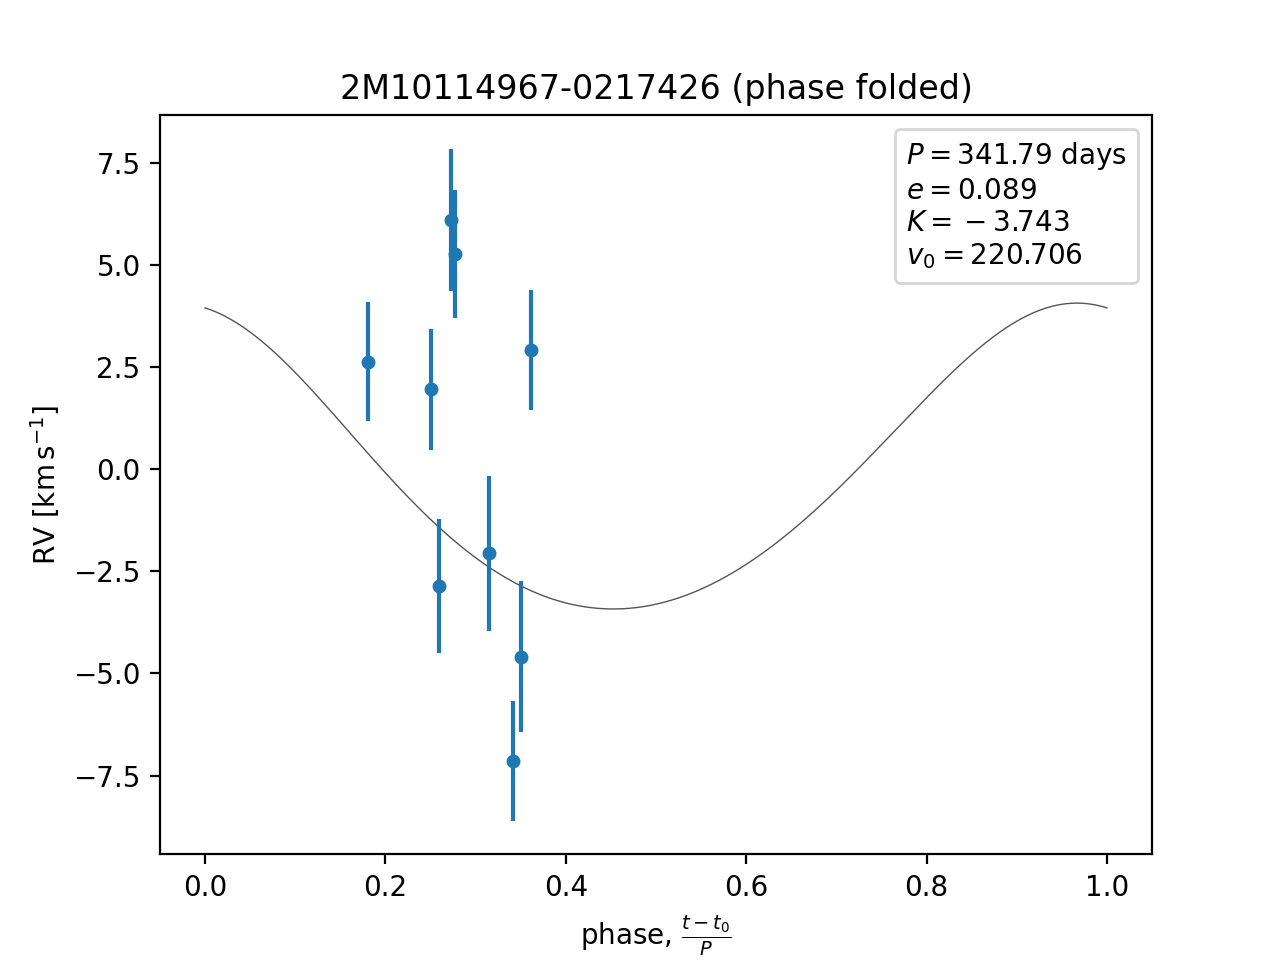 2M10114967-0217426 (phase folded)
P = 341.79 days
e = 0.089
K = − 3.743
v₀ = 220.706
7.5
5.0
2.5
0.0
−2.5
−5.0
−7.5
RV [km s⁻¹]
0.0 0.2 0.4 0.6 0.8 1.0
phase, (t − t₀)/P